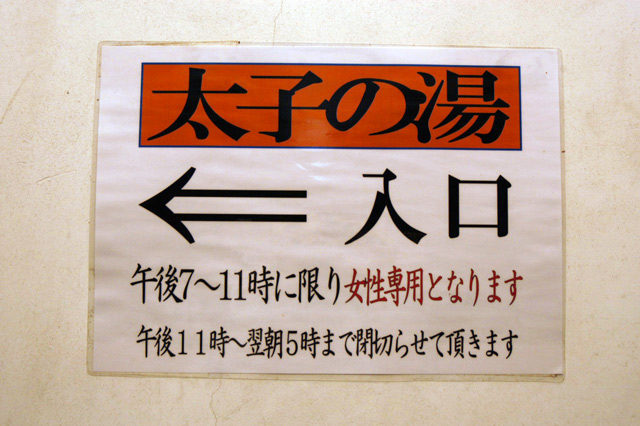 太子の湯
⇐ 入口
午後7～11時に限り女性専用となります
午後１１時～翌朝５時まで閉切らせて頂きます